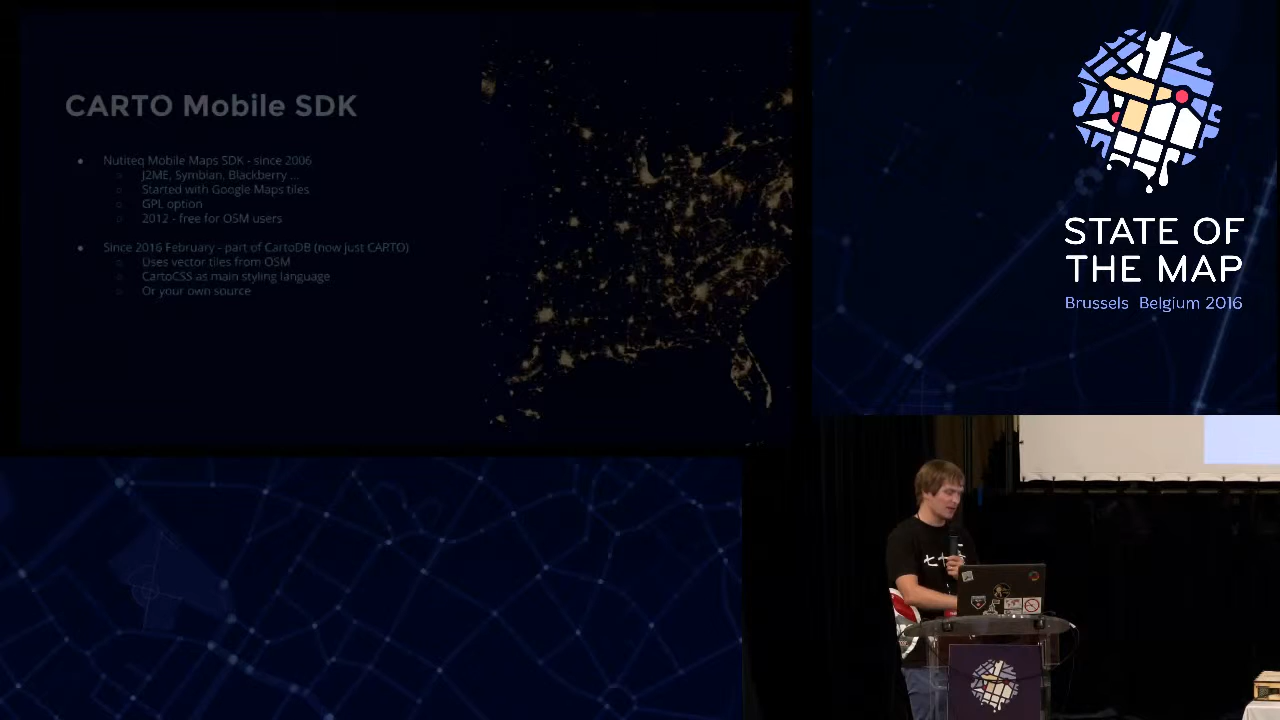 CARTO Mobile SDK
Nutiteq Mobile Maps SDK - since 2006
J2ME, Symbian, Blackberry ...
Started with Google Maps tiles
GPL option
2012 - free for OSM users
Since 2016 February - part of CartoDB (now just CARTO)
Uses vector tiles from OSM
CartoCSS as main styling language
Or your own source
STATE OF
THE MAP
Brussels Belgium 2016